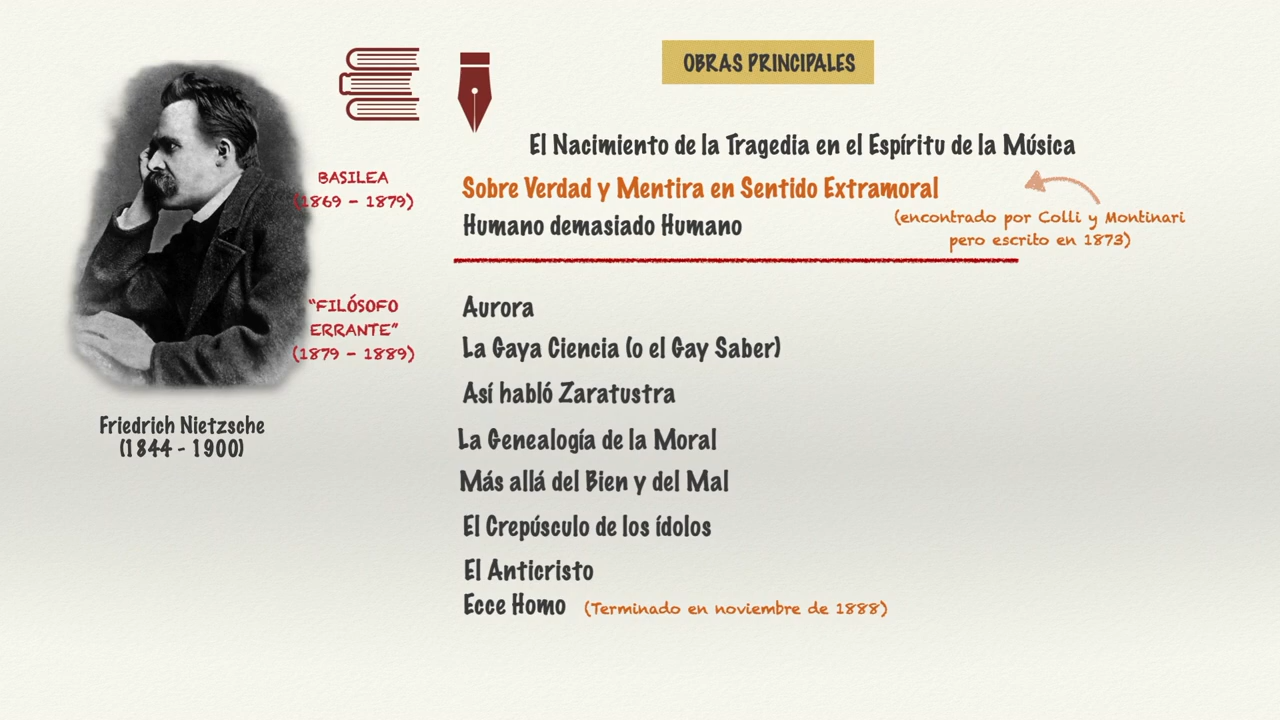 OBRAS PRINCIPALES
El Nacimiento de la Tragedia en el Espíritu de la Música
BASILEA
(1869 - 1879)
Sobre Verdad y Mentira en Sentido Extramoral
Humano demasiado Humano
(encontrado por Colli y Montinari
pero escrito en 1873)
"FILÓSOFO
ERRANTE"
(1879 - 1889)
Aurora
La Gaya Ciencia (o el Gay Saber)
Así habló Zaratustra
La Genealogía de la Moral
Más allá del Bien y del Mal
El Crepúsculo de los ídolos
El Anticristo
Ecce Homo (Terminado en noviembre de 1888)
Friedrich Nietzsche
(1844 - 1900)